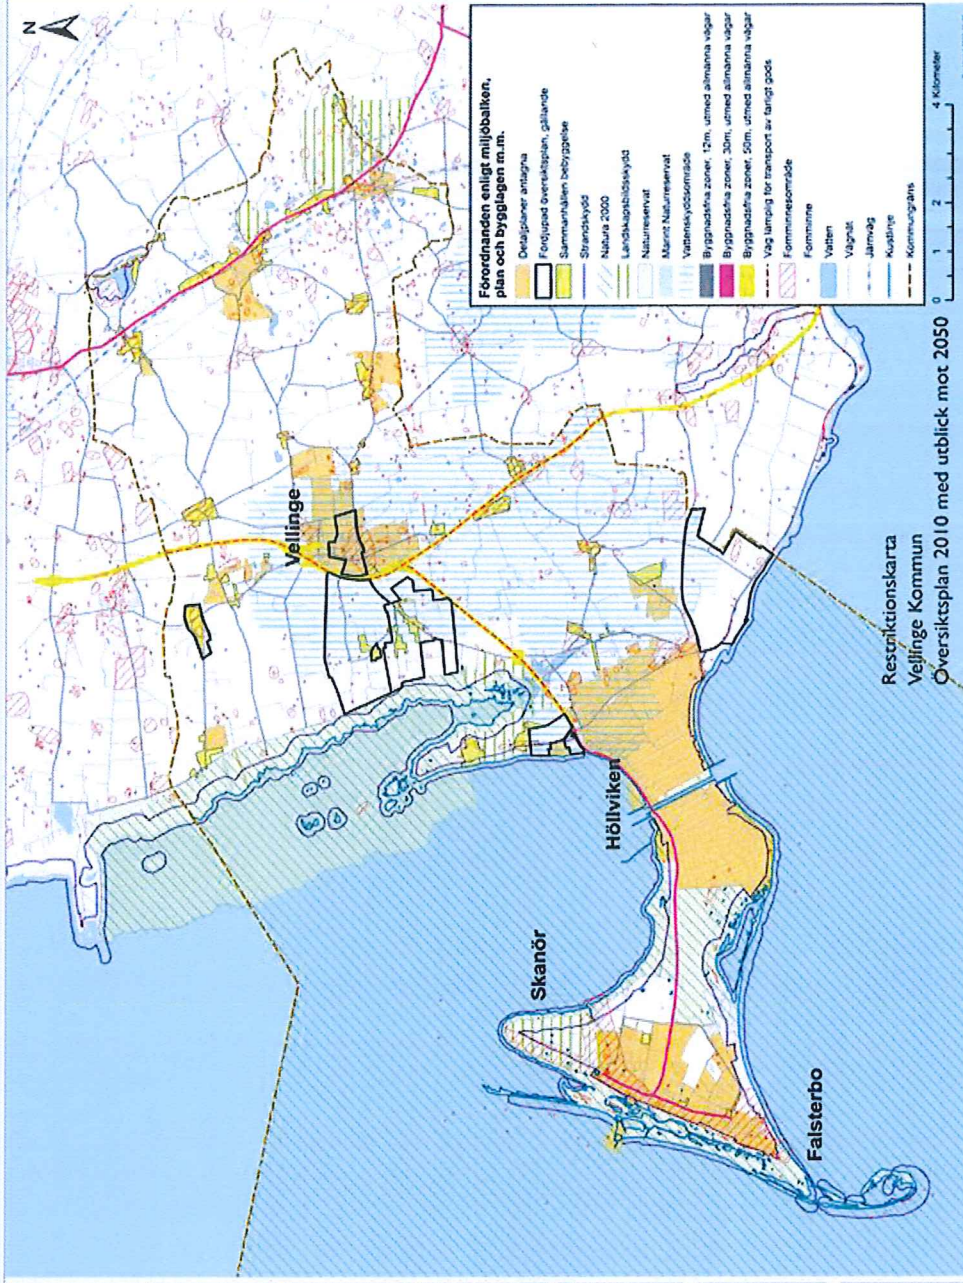 N
Vellinge
Höllviken
Skanör
Falsterbo
Förordnanden enligt miljöbalken,
plan och bygglagen m.m.
Detaljplaner antagna
Fördjupad översiktsplan, gällande
Sammanhållen bebyggelse
Strandskydd
Natura 2000
Landskapsbildsskydd
Naturreservat
Marint Naturreservat
Vattenskyddsområde
Byggnadsfria zoner, 12m, utmed allmänna vägar
Byggnadsfria zoner, 30m, utmed allmänna vägar
Byggnadsfria zoner, 50m, utmed allmänna vägar
Väg lämplig för transport av farligt gods
Fornminnesområde
Fornminne
Vatten
Vägnät
Järnväg
Kustlinje
Kommungräns
0 1 2 4 Kilometer
Restriktionskarta
Vellinge Kommun
Översiktsplan 2010 med utblick mot 2050